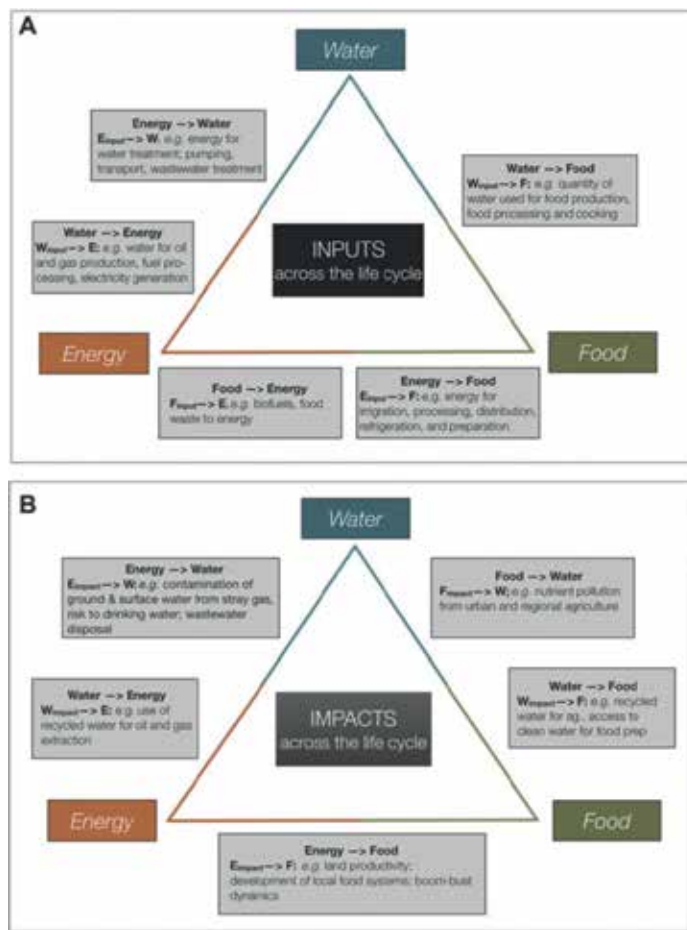 A
Water
Energy —> Water
Einput—> W: e.g. energy for
water treatment; pumping,
transport, wastewater treatment
Water —> Food
Winput—> F: e.g. quantity of
water used for food production,
food processing and cooking
Water —> Energy
Winput—> E: e.g. water for oil
and gas production, fuel pro-
cessing, electricity generation
INPUTS
across the life cycle
Energy
Food
Food —> Energy
Finput—> E. e.g. biofuels, food
waste to energy
Energy —> Food
Einput—> F: e.g. energy for
irrigation, processing, distribution,
refrigeration, and preparation
B
Water
Energy —> Water
Eimpact—> W; e.g. contamination of
ground & surface water from stray gas,
risk to drinking water; wastewater
disposal
Food —> Water
Fimpact—> W; e.g. nutrient pollution
from urban and regional agriculture
Water —> Energy
Wimpact—> E: e.g. use of
recycled water for oil and gas
extraction
Water —> Food
Wimpact—> F: e.g. recycled
water for ag., access to
clean water for food prep
IMPACTS
across the life cycle
Energy
Food
Energy —> Food
Eimpact—> F: e.g. land productivity;
development of local food systems; boom-bust
dynamics